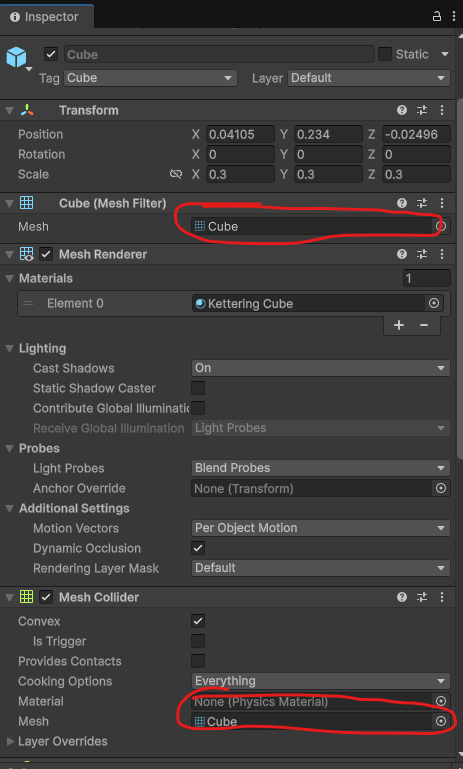 Inspector
Cube Static
Tag Cube Layer Default
Transform
Position X 0.04105 Y 0.234 Z -0.02496
Rotation X 0 Y 0 Z 0
Scale X 0.3 Y 0.3 Z 0.3
Cube (Mesh Filter)
Mesh Cube
Mesh Renderer
Materials 1
Element 0 Kettering Cube
+ −
Lighting
Cast Shadows On
Static Shadow Caster
Contribute Global Illuminatic
Receive Global Illumination Light Probes
Probes
Light Probes Blend Probes
Anchor Override None (Transform)
Additional Settings
Motion Vectors Per Object Motion
Dynamic Occlusion
Rendering Layer Mask Default
Mesh Collider
Convex
Is Trigger
Provides Contacts
Cooking Options Everything
Material None (Physics Material)
Mesh Cube
Layer Overrides